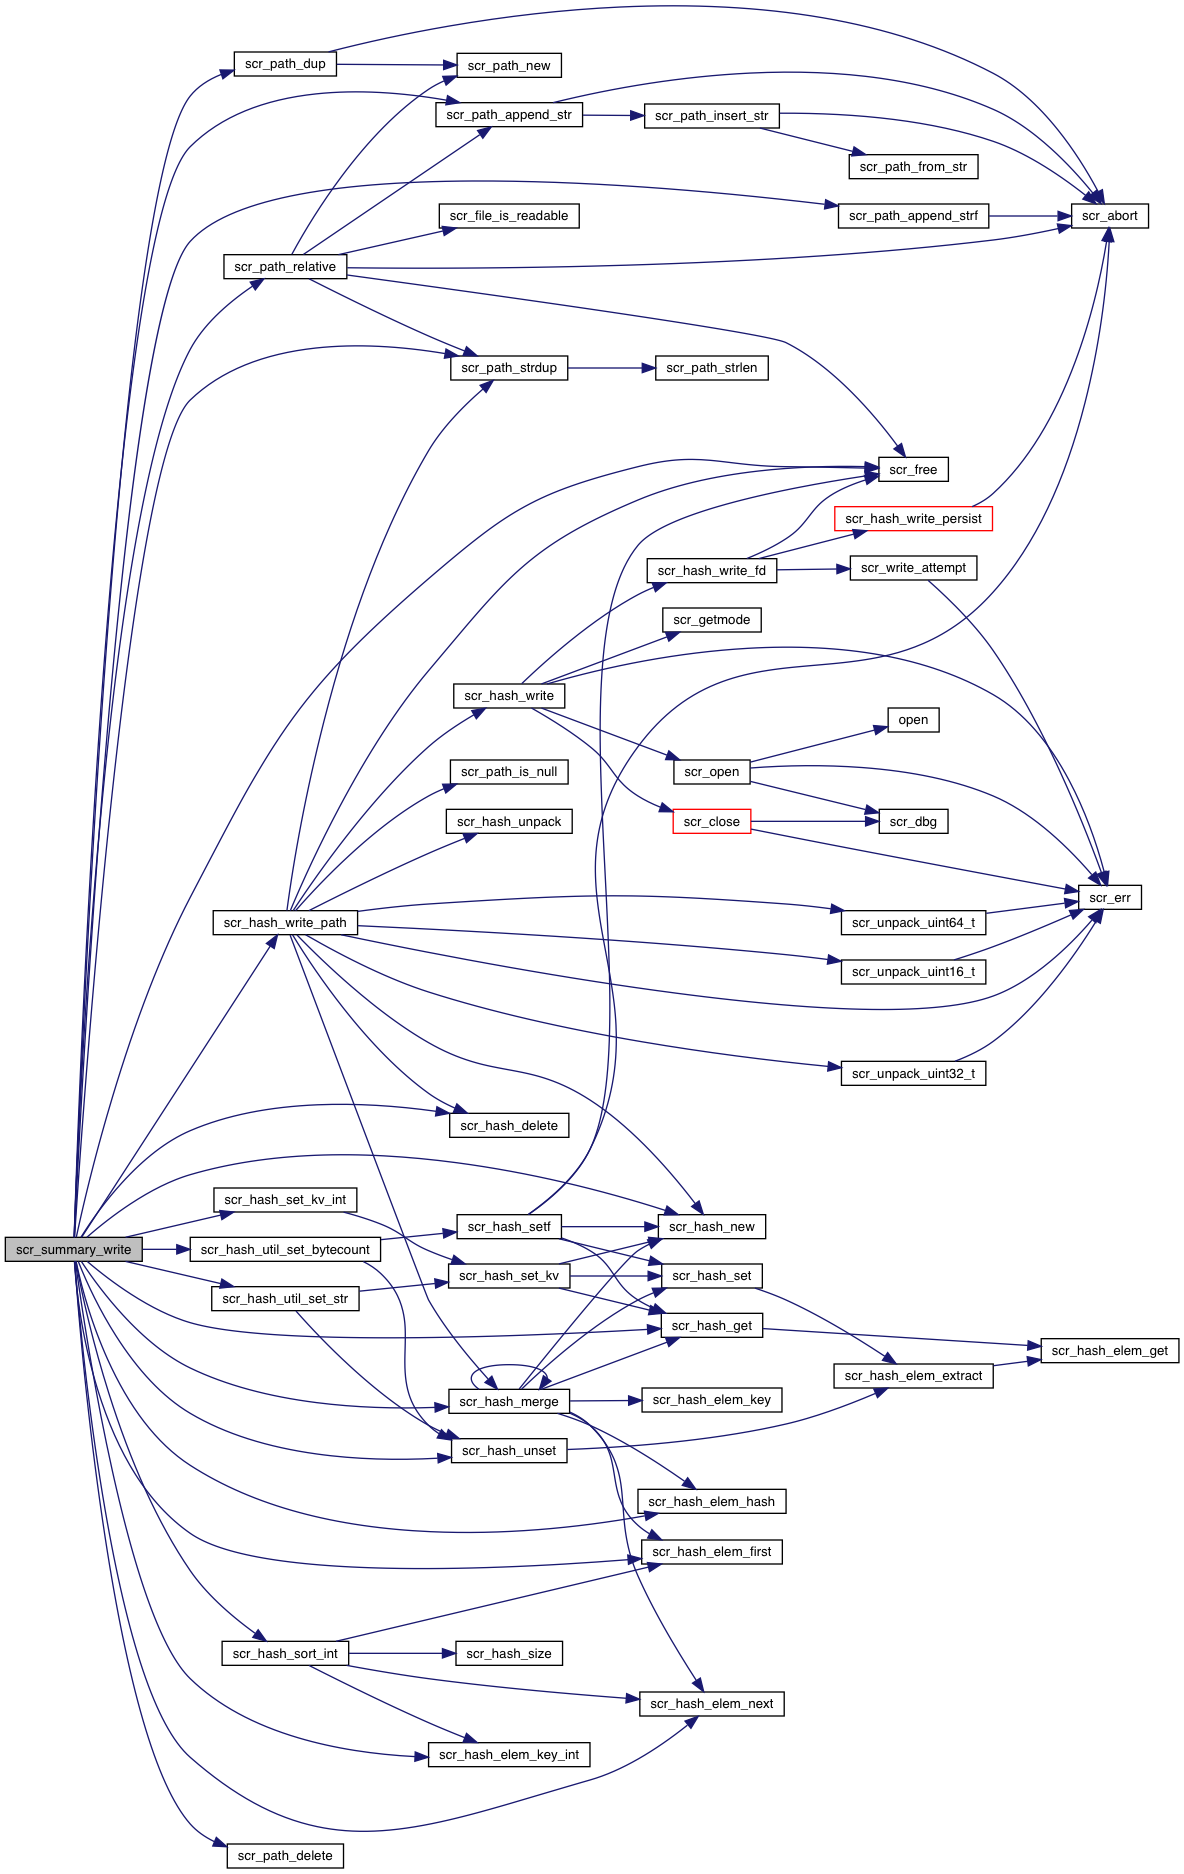 scr_path_dup
scr_path_new
scr_path_append_str
scr_path_insert_str
scr_path_from_str
scr_file_is_readable
scr_path_append_strf
scr_abort
scr_path_relative
scr_path_strdup
scr_path_strlen
scr_free
scr_hash_write_persist
scr_hash_write_fd
scr_write_attempt
scr_getmode
scr_hash_write
open
scr_path_is_null
scr_open
scr_hash_unpack
scr_close
scr_dbg
scr_err
scr_hash_write_path
scr_unpack_uint64_t
scr_unpack_uint16_t
scr_unpack_uint32_t
scr_hash_delete
scr_hash_set_kv_int
scr_hash_setf
scr_hash_new
scr_summary_write
scr_hash_util_set_bytecount
scr_hash_set_kv
scr_hash_set
scr_hash_util_set_str
scr_hash_get
scr_hash_elem_get
scr_hash_elem_extract
scr_hash_merge
scr_hash_elem_key
scr_hash_unset
scr_hash_elem_hash
scr_hash_elem_first
scr_hash_sort_int
scr_hash_size
scr_hash_elem_next
scr_hash_elem_key_int
scr_path_delete